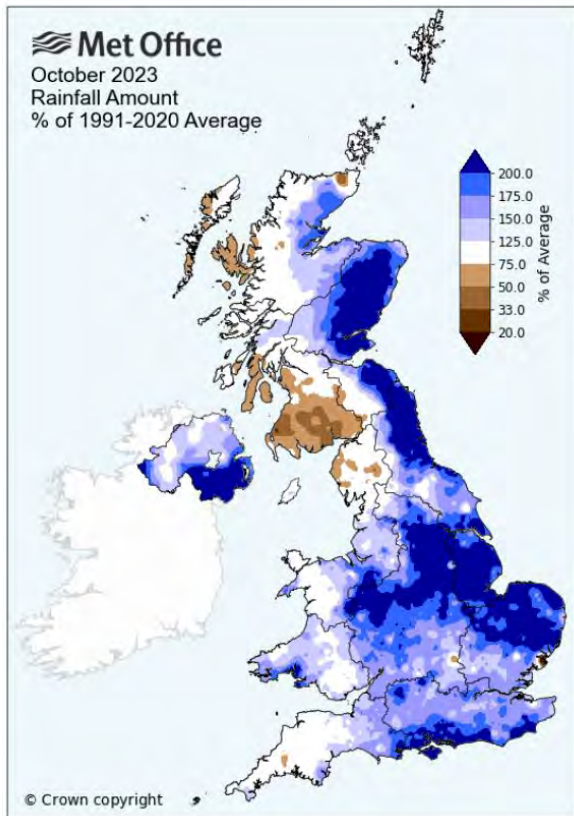 Met Office
October 2023
Rainfall Amount
% of 1991-2020 Average
200.0
175.0
150.0
125.0
75.0
50.0
33.0
20.0
% of Average
© Crown copyright